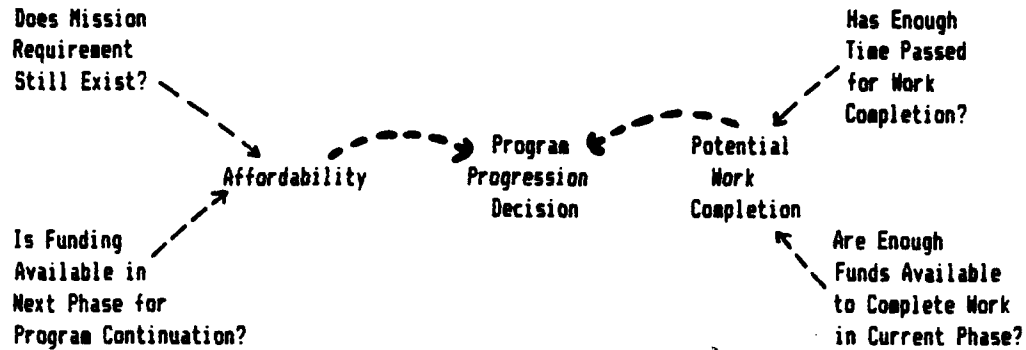 Does Mission
Requirement
Still Exist?
Has Enough
Time Passed
for Work
Completion?
Affordability
Program
Progression
Decision
Potential
Work
Completion
Is Funding
Available in
Next Phase for
Program Continuation?
Are Enough
Funds Available
to Complete Work
in Current Phase?